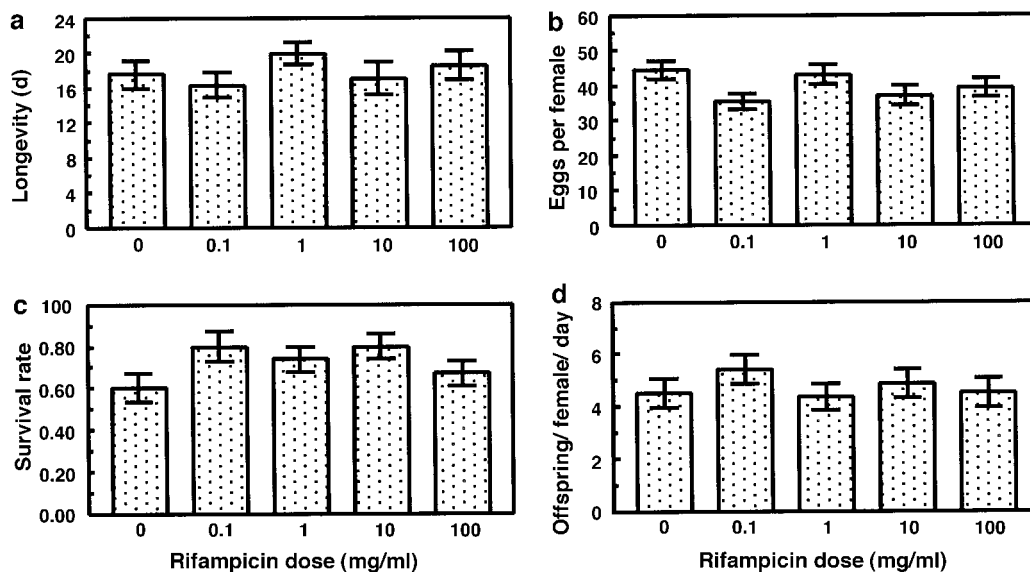 a
Longevity (d)
24
20
16
12
8
4
0
0 0.1 1 10 100
b
Eggs per female
60
50
40
30
20
10
0
0 0.1 1 10 100
c
Survival rate
100
0.80
0.60
0.40
0.20
0.00
0 0.1 1 10 100
Rifampicin dose (mg/ml)
d
Offspring/ female/ day
8
6
4
2
0
0 0.1 1 10 100
Rifampicin dose (mg/ml)